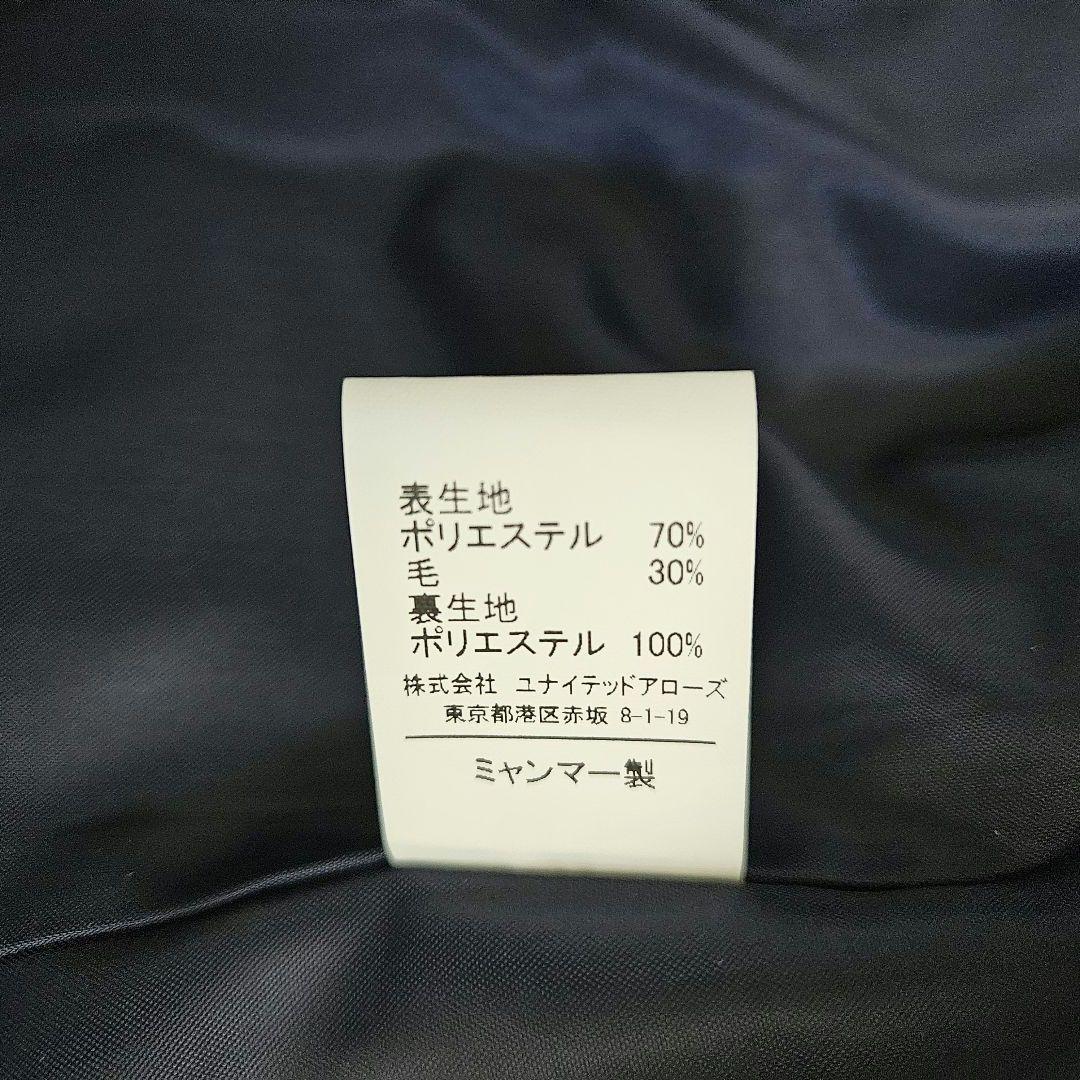 表生地
ポリエステル 70%
毛 30%
裏生地
ポリエステル 100%
株式会社 ユナイテッドアローズ
東京都港区赤坂 8-1-19
ミャンマー製